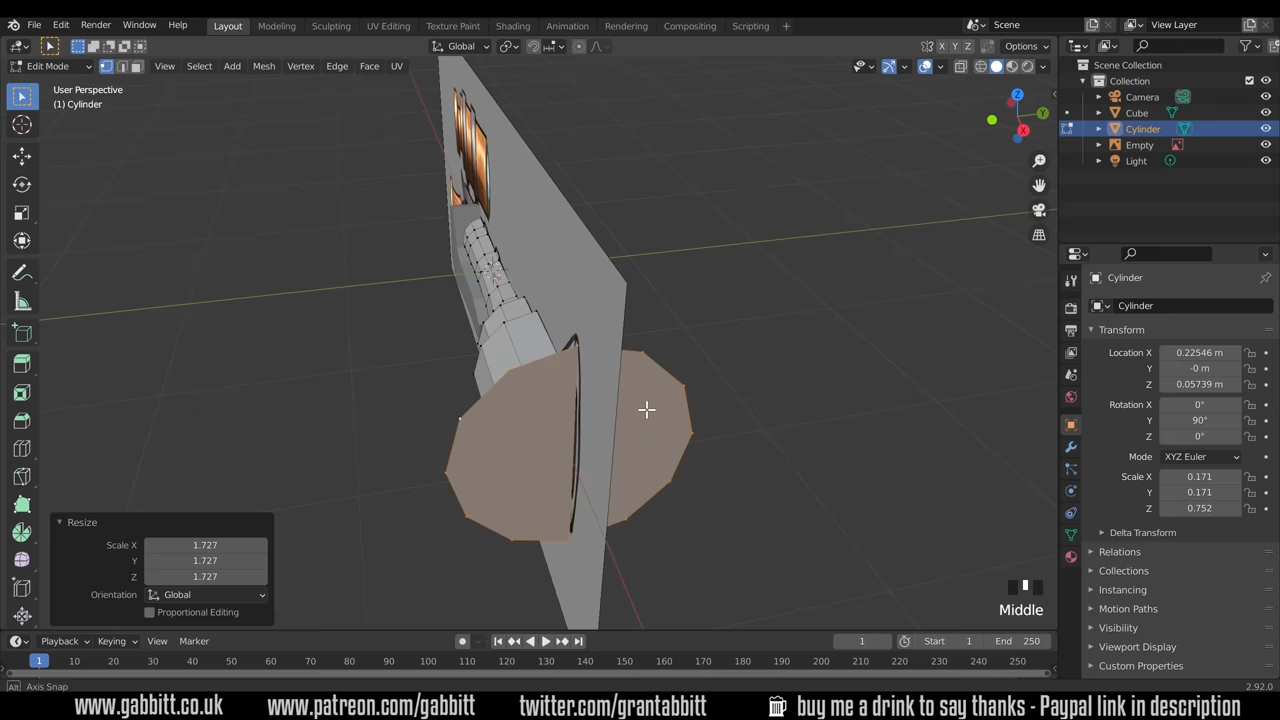 File Edit Render Window Help Layout Modeling Sculpting UV Editing Texture Paint Shading Animation Rendering Compositing Scripting + Scene View Layer
Global Options
Edit Mode View Select Add Mesh Vertex Edge Face UV X Y Z
User Perspective
(1) Cylinder
Z
Y
X
Scene Collection
Collection
Camera
Cube
Cylinder
Empty
Light
Cylinder
Cylinder
Transform
Location X 0.22546 m
Y -0 m
Z 0.05739 m
Rotation X 0°
Y 90°
Z 0°
Mode XYZ Euler
Scale X 0.171
Y 0.171
Z 0.752
Delta Transform
Relations
Collections
Instancing
Motion Paths
Visibility
Viewport Display
Custom Properties
Resize
Scale X 1.727
Y 1.727
Z 1.727
Orientation Global
Proportional Editing
Middle
Playback Keying View Marker 1 Start 1 End 250
1 10 20 30 40 50 60 70 80 90 100 110 120 130 140 150 160 170 180 190 200 210 220 230 240 250
Alt Axis Snap 2.92.0
www.gabbitt.co.uk www.patreon.com/gabbitt twitter.com/grantabbitt buy me a drink to say thanks - Paypal link in description